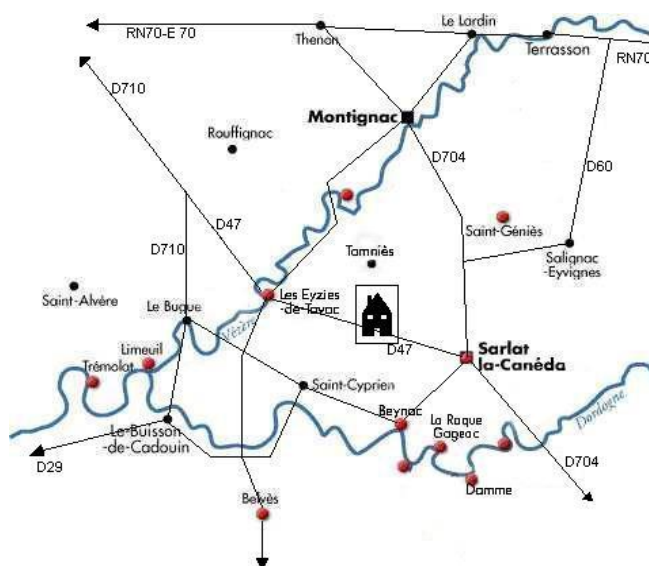 Le Lardin
RN70-E 70
Thenon
Terrasson
RN70
D710
Montignac
Rouffignac
D704
D60
D47
Saint-Géniès
D710
Tamniès
Salignac
-Eyvignes
Saint-Alvère
Les Eyzies
-de-Tayac
Le Bugue
Vézère
D47
Sarlat
la-Canéda
Limeuil
Trémolat
Saint-Cyprien
Beynac
La Roque
Gageac
Dordogne
Le Buisson
-de-Cadouin
D29
D704
Domme
Belvès